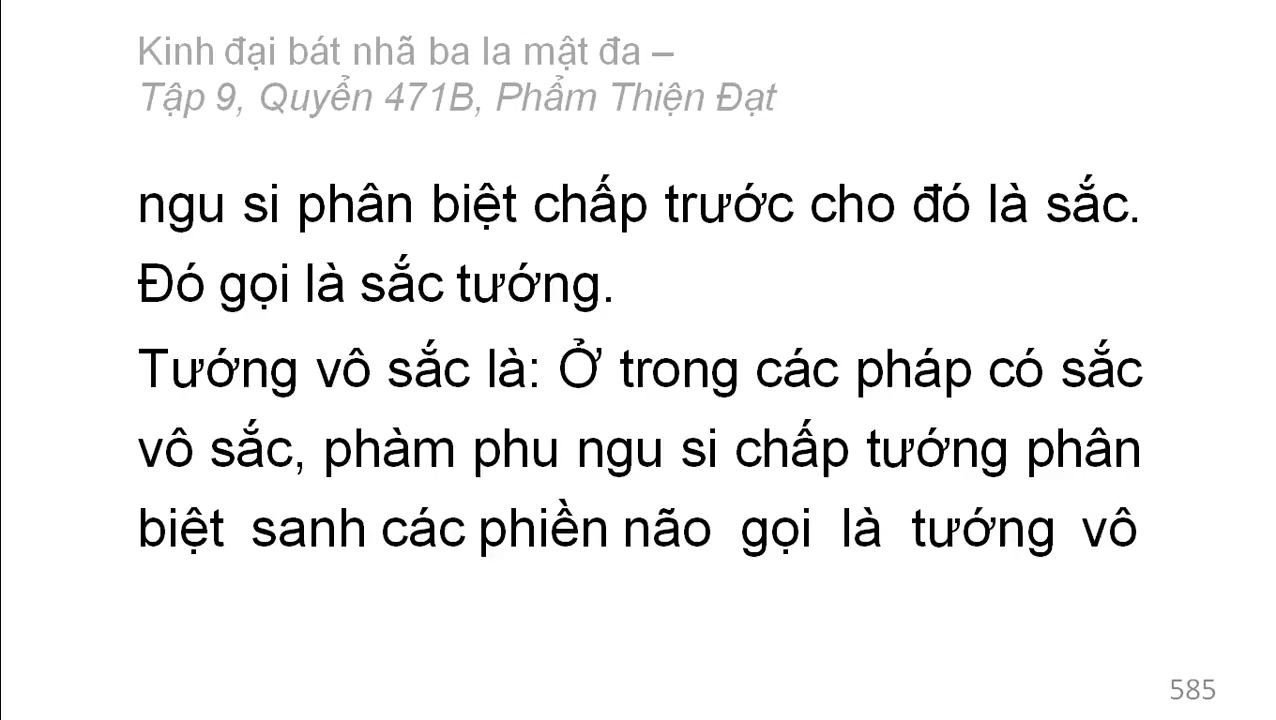 Kinh đại bát nhã ba la mật đa –
Tập 9, Quyển 471B, Phẩm Thiện Đạt
ngu si phân biệt chấp trước cho đó là sắc.
Đó gọi là sắc tướng.
Tướng vô sắc là: Ở trong các pháp có sắc
vô sắc, phàm phu ngu si chấp tướng phân
biệt sanh các phiền não gọi là tướng vô
585